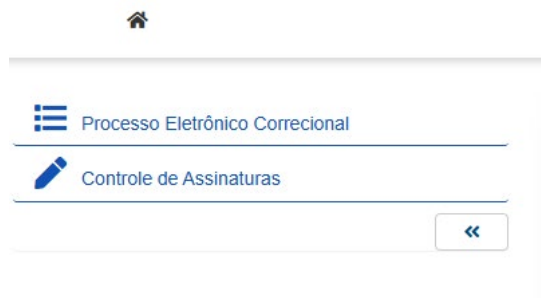 Processo Eletrônico Correcional
Controle de Assinaturas